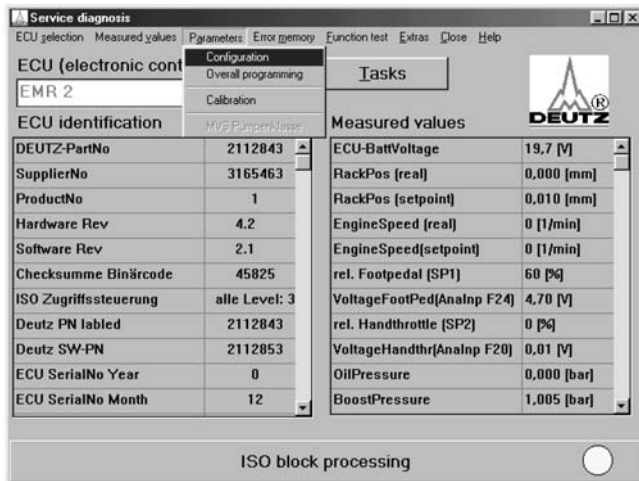 Service diagnosis
ECU selection Measured values Parameters Error memory Function test Extras Close Help
Configuration
Overall programming
Calibration
ECU (electronic cont
Tasks
EMR 2
DEUTZ ®
ECU identification
Measured values
DEUTZ-PartNo 2112843
SupplierNo 3165463
ProductNo 1
Hardware Rev 4.2
Software Rev 2.1
Checksumme Binärcode 45825
ISO Zugriffssteuerung alle Level: 3
Deutz PN labled 2112843
Deutz SW-PN 2112853
ECU SerialNo Year 0
ECU SerialNo Month 12
ECU-BattVoltage 19,7 [V]
RackPos (real) 0,000 [mm]
RackPos (setpoint) 0,010 [mm]
EngineSpeed (real) 0 [1/min]
EngineSpeed(setpoint) 0 [1/min]
rel. Footpedal (SP1) 60 [%]
VoltageFootPed(AnaInp F24) 4,70 [V]
rel. Handthrottle (SP2) 0 [%]
VoltageHandthr(AnaInp F20) 0,01 [V]
OilPressure 0,000 [bar]
BoostPressure 1,005 [bar]
ISO block processing